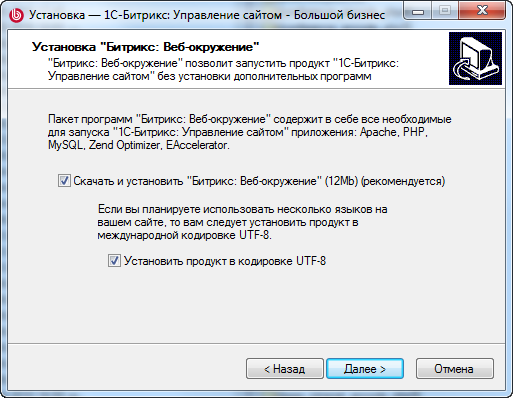 Установка — 1С-Битрикс: Управление сайтом - Большой бизнес
Установка "Битрикс: Веб-окружение"
"Битрикс: Веб-окружение" позволит запустить продукт "1С-Битрикс:
Управление сайтом" без установки дополнительных программ
Пакет программ "Битрикс: Веб-окружение" содержит в себе все необходимые
для запуска "1С-Битрикс: Управление сайтом" приложения: Apache, PHP,
MySQL, Zend Optimizer, EAccelerator.
Скачать и установить "Битрикс: Веб-окружение" (12Mb) (рекомендуется)
Если вы планируете использовать несколько языков на
вашем сайте, то вам следует установить продукт в
международной кодировке UTF-8.
Установить продукт в кодировке UTF-8
< Назад
Далее >
Отмена